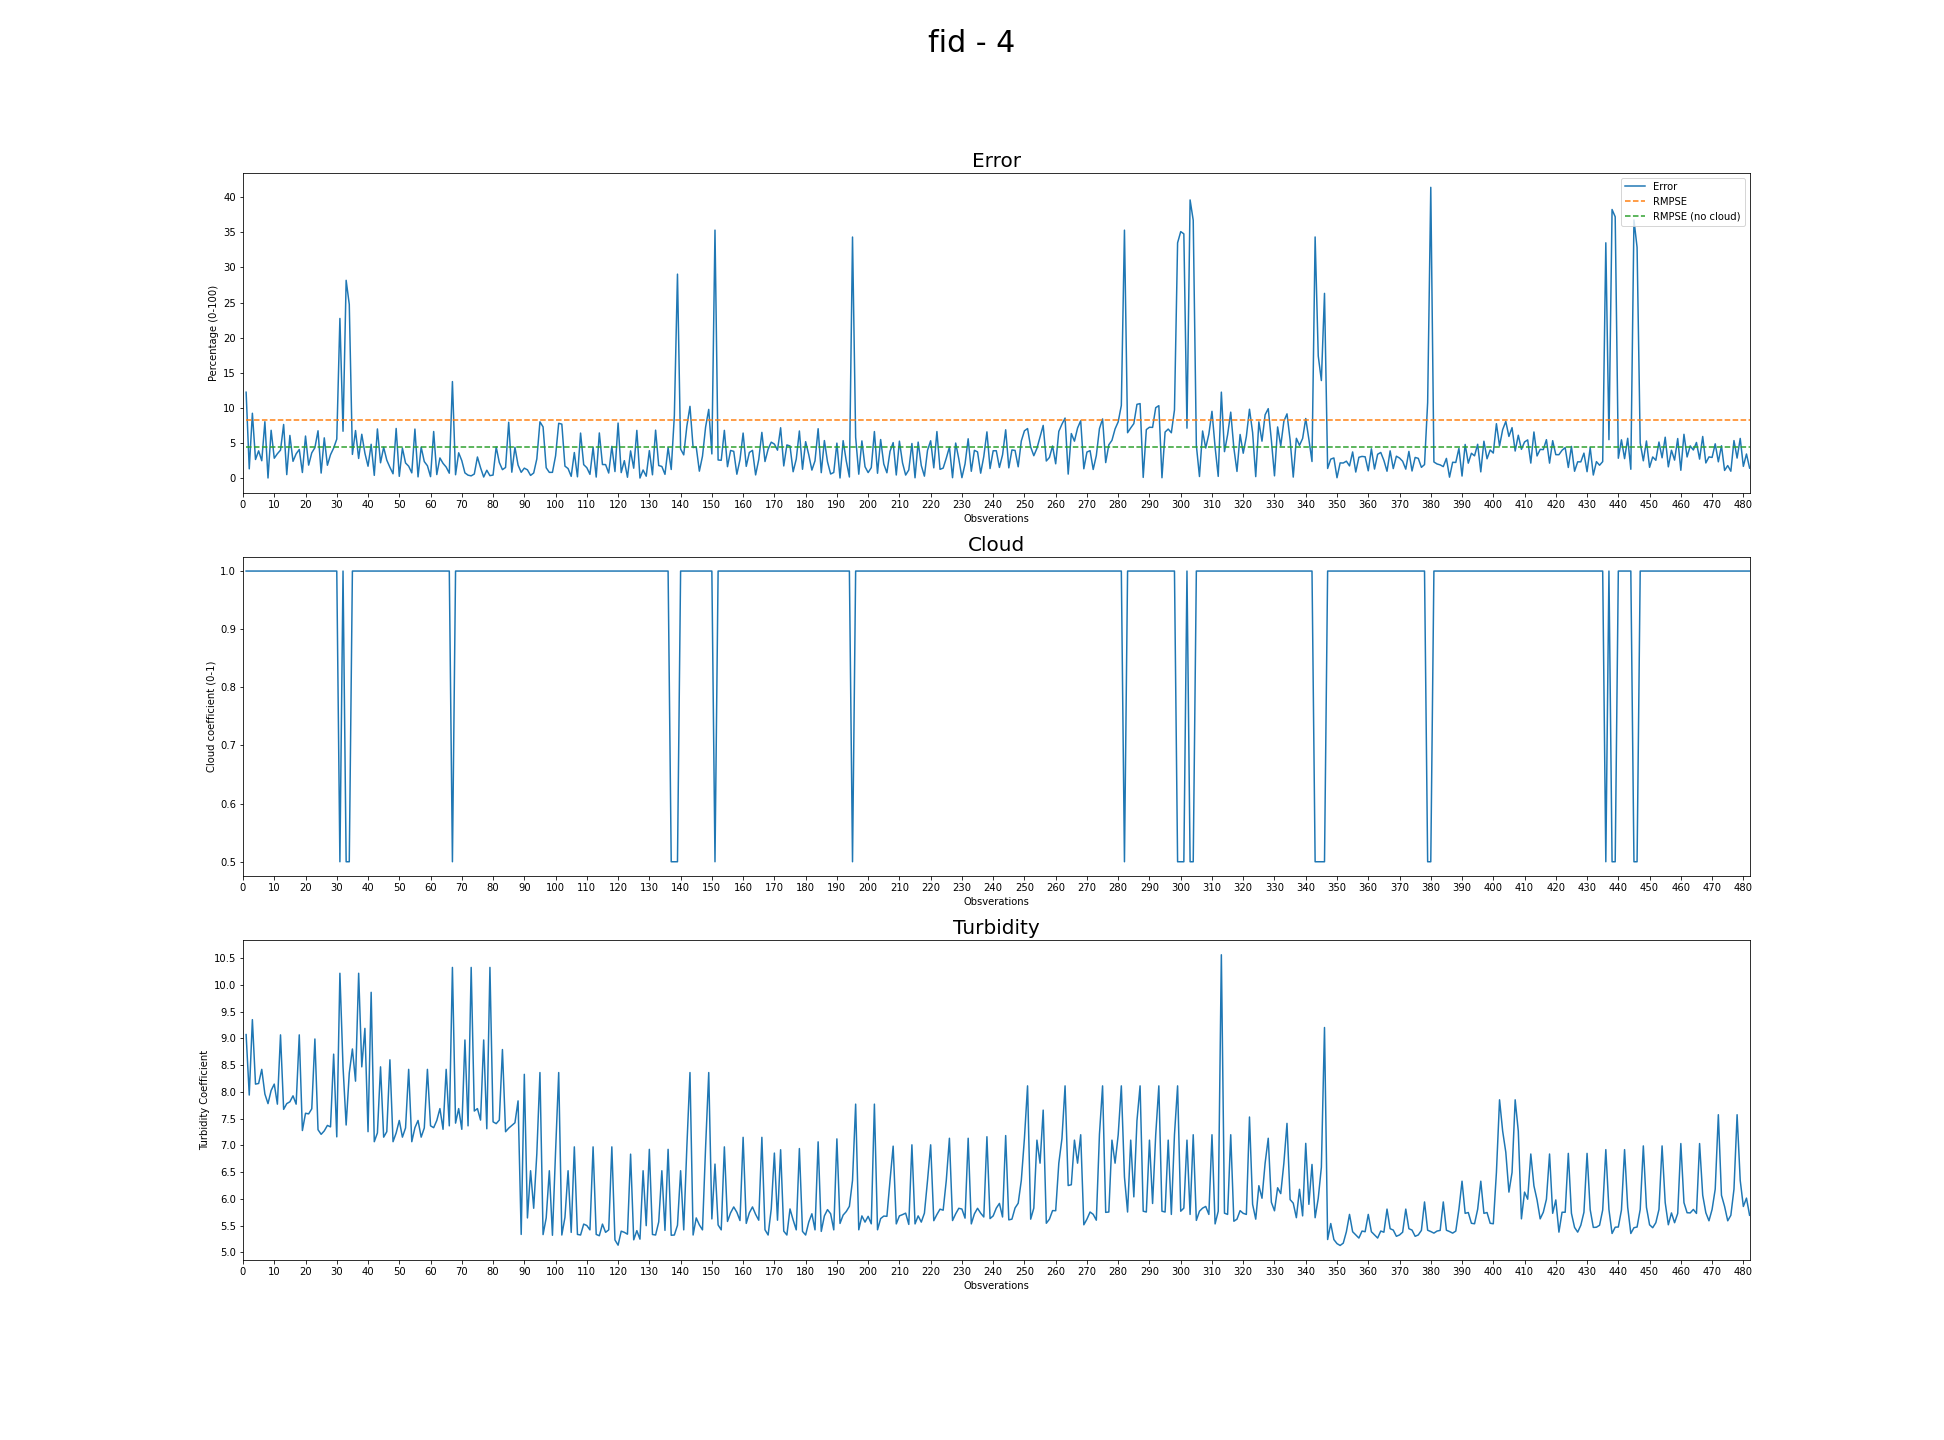 fid - 4
Error
Percentage (0-100)
40
35
30
25
20
15
10
5
0
Error
RMPSE
RMPSE (no cloud)
0 10 20 30 40 50 60 70 80 90 100 110 120 130 140 150 160 170 180 190 200 210 220 230 240 250 260 270 280 290 300 310 320 330 340 350 360 370 380 390 400 410 420 430 440 450 460 470 480
Obsverations
Cloud
Cloud coefficient (0-1)
1.0
0.9
0.8
0.7
0.6
0.5
0 10 20 30 40 50 60 70 80 90 100 110 120 130 140 150 160 170 180 190 200 210 220 230 240 250 260 270 280 290 300 310 320 330 340 350 360 370 380 390 400 410 420 430 440 450 460 470 480
Obsverations
Turbidity
Turbidity Coefficient
10.5
10.0
9.5
9.0
8.5
8.0
7.5
7.0
6.5
6.0
5.5
5.0
0 10 20 30 40 50 60 70 80 90 100 110 120 130 140 150 160 170 180 190 200 210 220 230 240 250 260 270 280 290 300 310 320 330 340 350 360 370 380 390 400 410 420 430 440 450 460 470 480
Obsverations